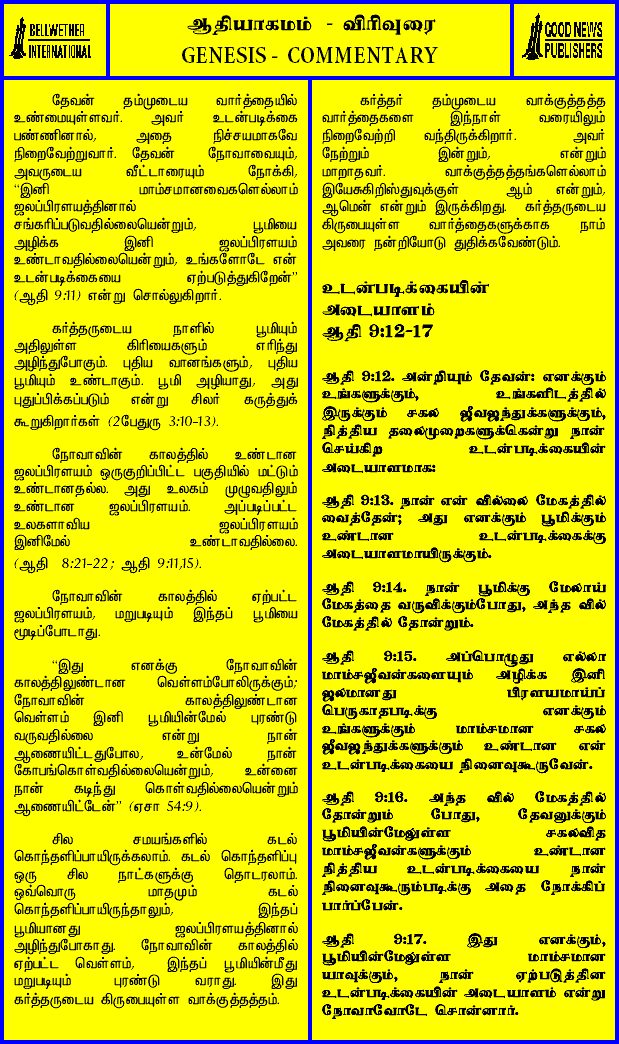 BELLWETHER
INTERNATIONAL
ஆதியாகமம் - விரிவுரை
GENESIS - COMMENTARY
GOOD NEWS
PUBLISHERS
தேவன் தம்முடைய வார்த்தையில்
உண்மையுள்ளவர். அவர் உடன்படிக்கை
பண்ணினால், அதை நிச்சயமாகவே
நிறைவேற்றுவார். தேவன் நோவாவையும்,
அவருடைய வீட்டாரையும் நோக்கி,
“இனி மாம்சமானவைகளெல்லாம்
ஜலப்பிரளயத்தினால்
சங்கரிப்படுவதில்லையென்றும், பூமியை
அழிக்க இனி ஜலப்பிரளயம்
உண்டாவதில்லையென்றும், உங்களோடே என்
உடன்படிக்கையை ஏற்படுத்துகிறேன்”
(ஆதி 9:11) என்று சொல்லுகிறார்.
கர்த்தருடைய நாளில் பூமியும்
அதிலுள்ள கிரியைகளும் எரிந்து
அழிந்துபோகும். புதிய வானங்களும், புதிய
பூமியும் உண்டாகும். பூமி அழியாது, அது
புதுப்பிக்கப்படும் என்று சிலர் கருத்துக்
கூறுகிறார்கள் (2பேதுரு 3:10-13).
நோவாவின் காலத்தில் உண்டான
ஜலப்பிரளயம் ஒருகுறிப்பிட்ட பகுதியில் மட்டும்
உண்டானதல்ல. அது உலகம் முழுவதிலும்
உண்டான ஜலப்பிரளயம். அப்படிப்பட்ட
உலகளாவிய ஜலப்பிரளயம்
இனிமேல் உண்டாவதில்லை.
(ஆதி 8:21-22; ஆதி 9:11,15).
நோவாவின் காலத்தில் ஏற்பட்ட
ஜலப்பிரளயம், மறுபடியும் இந்தப் பூமியை
மூடிப்போடாது.
“இது எனக்கு நோவாவின்
காலத்திலுண்டான வெள்ளம்போலிருக்கும்;
நோவாவின் காலத்திலுண்டான
வெள்ளம் இனி பூமியின்மேல் புரண்டு
வருவதில்லை என்று நான்
ஆணையிட்டதுபோல, உன்மேல் நான்
கோபங்கொள்வதில்லையென்றும், உன்னை
நான் கடிந்து கொள்வதில்லையென்றும்
ஆணையிட்டேன்” (ஏசா 54:9).
சில சமயங்களில் கடல்
கொந்தளிப்பாயிருக்கலாம். கடல் கொந்தளிப்பு
ஒரு சில நாட்களுக்கு தொடரலாம்.
ஒவ்வொரு மாதமும் கடல்
கொந்தளிப்பாயிருந்தாலும், இந்தப்
பூமியானது ஜலப்பிரளயத்தினால்
அழிந்துபோகாது. நோவாவின் காலத்தில்
ஏற்பட்ட வெள்ளம், இந்தப் பூமியின்மீது
மறுபடியும் புரண்டு வராது. இது
கர்த்தருடைய கிருபையுள்ள வாக்குத்தத்தம்.
கர்த்தர் தம்முடைய வாக்குத்தத்த
வார்த்தைகளை இந்நாள் வரையிலும்
நிறைவேற்றி வந்திருக்கிறார். அவர்
நேற்றும் இன்றும், என்றும்
மாறாதவர். வாக்குத்தத்தங்களெல்லாம்
இயேசுகிறிஸ்துவுக்குள் ஆம் என்றும்,
ஆமென் என்றும் இருக்கிறது. கர்த்தருடைய
கிருபையுள்ள வார்த்தைகளுக்காக நாம்
அவரை நன்றியோடு துதிக்கவேண்டும்.
உடன்படிக்கையின்
அடையாளம்
ஆதி 9:12-17
ஆதி 9:12. அன்றியும் தேவன்: எனக்கும்
உங்களுக்கும், உங்களிடத்தில்
இருக்கும் சகல ஜீவஜந்துக்களுக்கும்,
நித்திய தலைமுறைகளுக்கென்று நான்
செய்கிற உடன்படிக்கையின்
அடையாளமாக:
ஆதி 9:13. நான் என் வில்லை மேகத்தில்
வைத்தேன்; அது எனக்கும் பூமிக்கும்
உண்டான உடன்படிக்கைக்கு
அடையாளமாயிருக்கும்.
ஆதி 9:14. நான் பூமிக்கு மேலாய்
மேகத்தை வருவிக்கும்போது, அந்த வில்
மேகத்தில் தோன்றும்.
ஆதி 9:15. அப்பொழுது எல்லா
மாம்சஜீவன்களையும் அழிக்க இனி
ஜலமானது பிரளயமாய்ப்
பெருகாதபடிக்கு எனக்கும்
உங்களுக்கும் மாம்சமான சகல
ஜீவஜந்துக்களுக்கும் உண்டான என்
உடன்படிக்கையை நினைவுகூருவேன்.
ஆதி 9:16. அந்த வில் மேகத்தில்
தோன்றும் போது, தேவனுக்கும்
பூமியின்மேலுள்ள சகலவித
மாம்சஜீவன்களுக்கும் உண்டான
நித்திய உடன்படிக்கையை நான்
நினைவுகூரும்படிக்கு அதை நோக்கிப்
பார்ப்பேன்.
ஆதி 9:17. இது எனக்கும்,
பூமியின்மேலுள்ள மாம்சமான
யாவுக்கும், நான் ஏற்படுத்தின
உடன்படிக்கையின் அடையாளம் என்று
நோவாவோடே சொன்னார்.